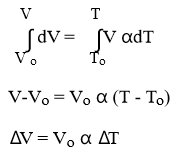 V T
∫dV = ∫V αdT
Vo To
V-Vo = Vo α (T - To)
ΔV = Vo α ΔT